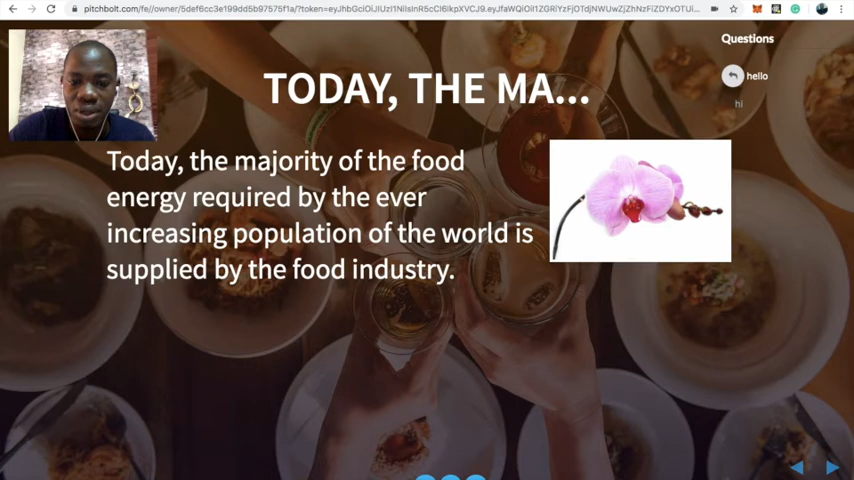 pitchbolt.com/fe//owner/5def6cc3e199dd5b97575f1a/?token=eyJhbGciOiJIUzI1NiIsInR5cCI6IkpXVCJ9.
Questions
hello
hi
TODAY, THE MA...
Today, the majority of the food
energy required by the ever
increasing population of the world is
supplied by the food industry.